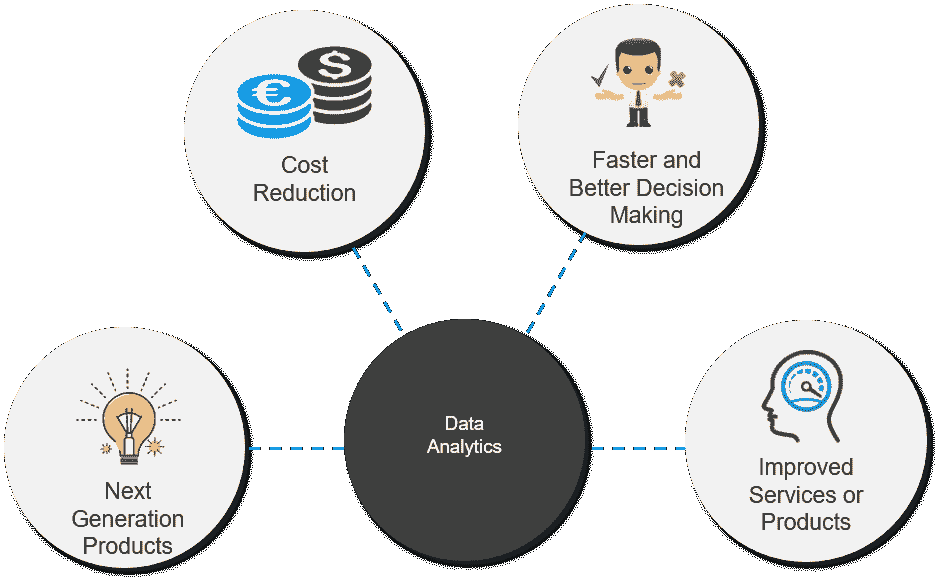 Cost
Reduction
Faster and
Better Decision
Making
Next
Generation
Products
Data
Analytics
Improved
Services or
Products